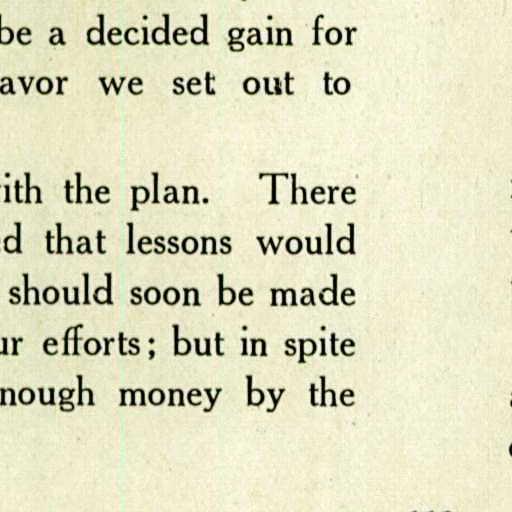 be a decided gain for
avor we set out to
ith the plan. There
d that lessons would
should soon be made
ur efforts; but in spite
nough money by the